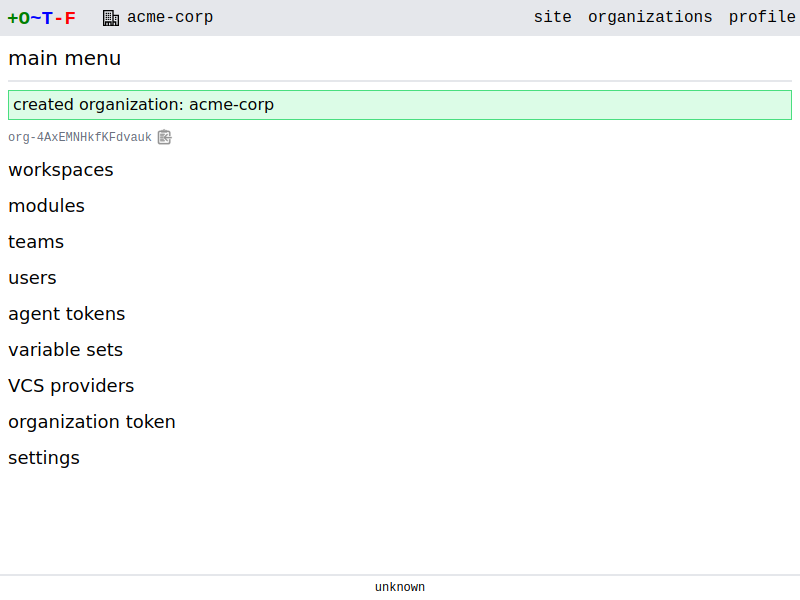 +O~T-F acme-corp site organizations profile
main menu
created organization: acme-corp
org-4AxEMNHkfKFdvauk
workspaces
modules
teams
users
agent tokens
variable sets
VCS providers
organization token
settings
unknown